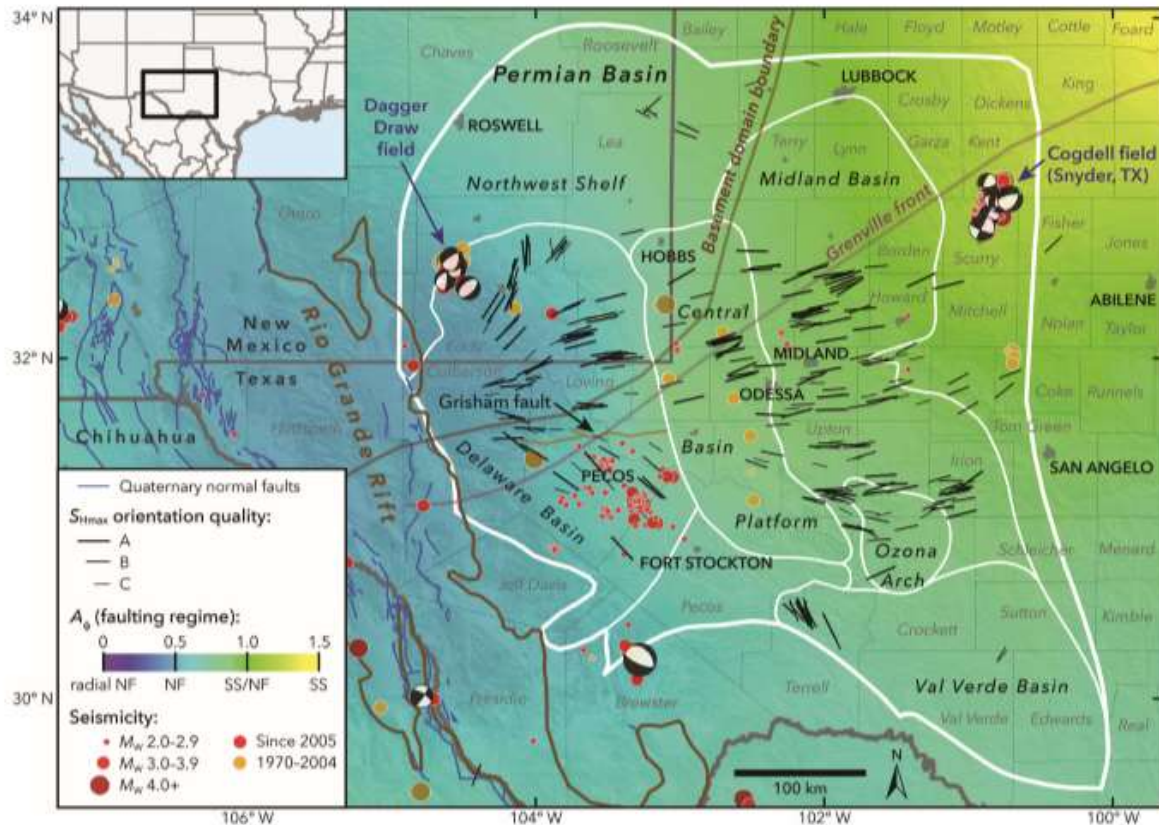 34° N
32° N
30° N
106° W
104° W
102° W
100° W
Chaves
Roosevelt
Bailey
Hale
Floyd
Motley
Cottle
Foard
Permian Basin
LUBBOCK
King
Crosby
Dickens
Dagger
Draw
field
ROSWELL
Lea
Basement domain boundary
Terry
Lynn
Garza
Kent
Cogdell field
(Snyder, TX)
Northwest Shelf
Midland Basin
Otero
Grenville front
Fisher
Jones
HOBBS
Borden
Scurry
ABILENE
Central
Howard
Mitchell
Nolan
Taylor
New
Mexico
Texas
Eddy
Culberson
Loving
MIDLAND
ODESSA
Coke
Runnels
Rio Grande Rift
Grisham fault
Hudspeth
Chihuahua
Basin
Upton
Tom Green
Irion
SAN ANGELO
PECOS
Delaware Basin
Platform
FORT STOCKTON
Ozona
Arch
Schleicher
Menard
Jeff Davis
Pecos
Crockett
Sutton
Kimble
Presidio
Brewster
Terrell
Val Verde Basin
Val Verde
Edwards
Real
N
100 km
Quaternary normal faults
SHmax orientation quality:
A
B
C
Aϕ (faulting regime):
0 0.5 1.0 1.5
radial NF NF SS/NF SS
Seismicity:
MW 2.0-2.9
MW 3.0-3.9
MW 4.0+
Since 2005
1970-2004